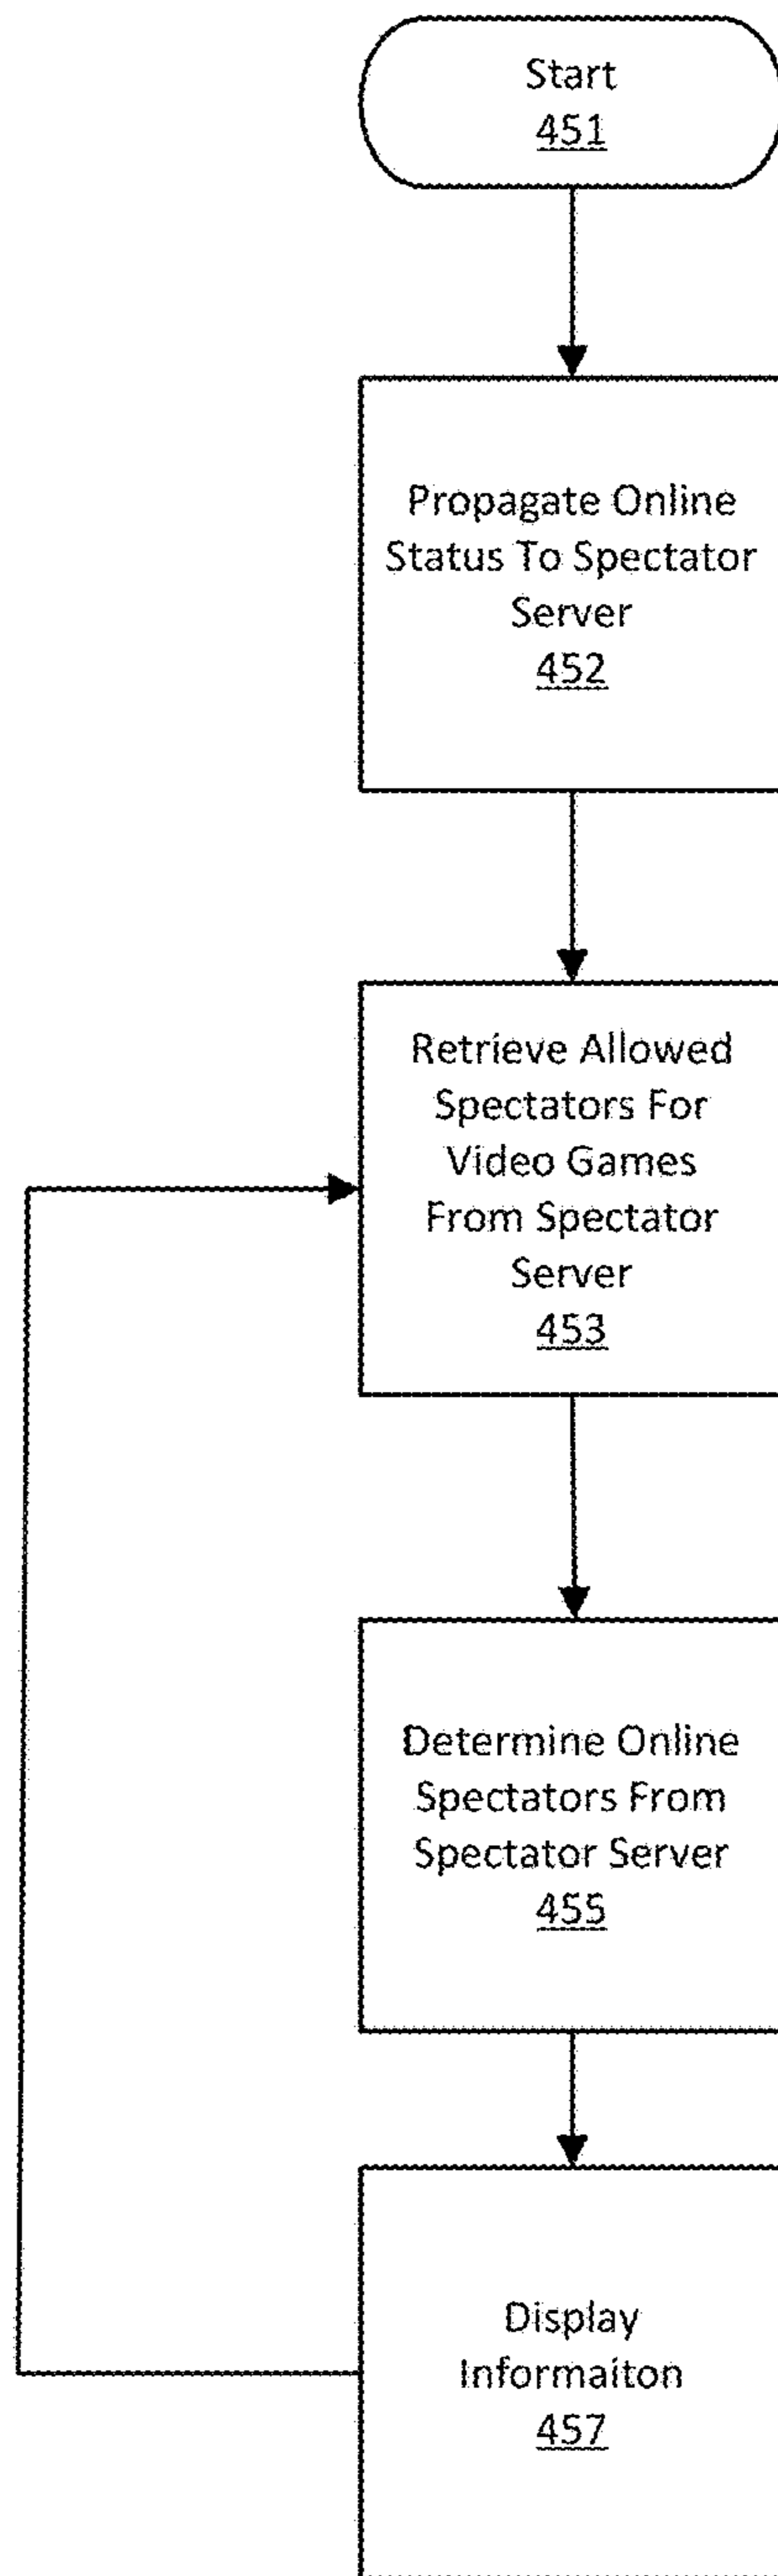 Start
451
Propagate Online
Status To Spectator
Server
452
Retrieve Allowed
Spectators For
Video Games
From Spectator
Server
453
Determine Online
Spectators From
Spectator Server
455
Display
Informaiton
457